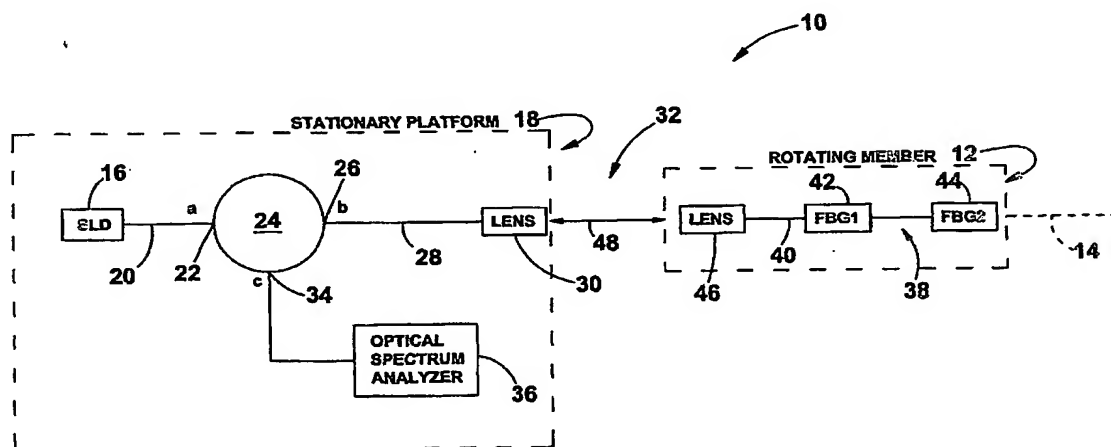 10
STATIONARY PLATFORM 18
32
ROTATING MEMBER 12
16
26
42
44
SLD
a
24
b
LENS
LENS
FBG1
FBG2
20
22
28
30
48
46
40
38
14
c
34
OPTICAL
SPECTRUM
ANALYZER
36